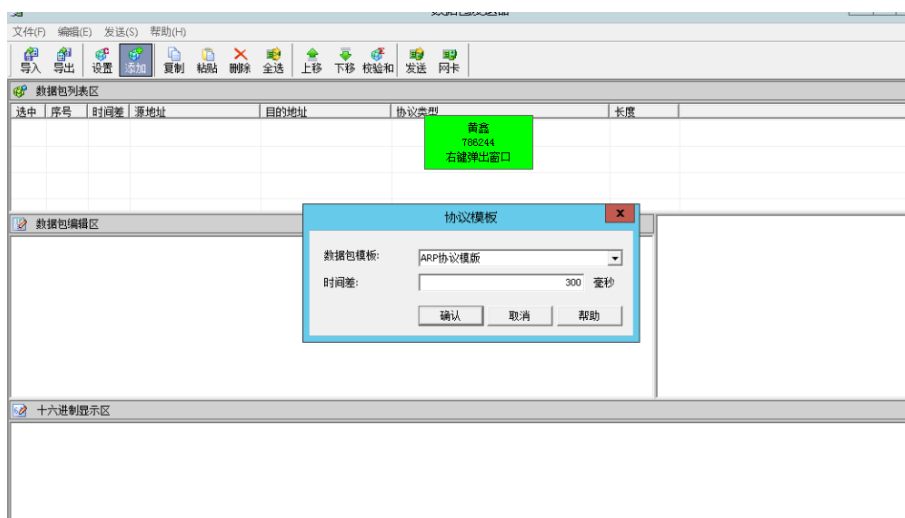 文件(F) 编辑(E) 发送(S) 帮助(H)
导入 导出 设置 添加 复制 粘贴 删除 全选 上移 下移 校验和 发送 网卡
数据包列表区
选中 序号 时间差 源地址 目的地址 协议类型 长度
黄鑫
786244
右键弹出窗口
数据包编辑区
协议模板
x
数据包模板: ARP协议模版
时间差: 300 毫秒
确认 取消 帮助
十六进制显示区